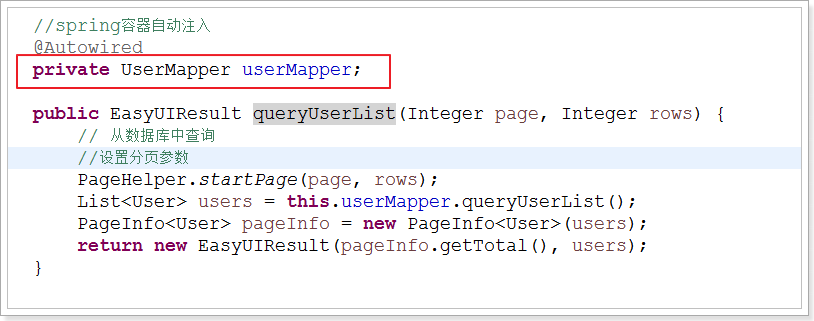 //spring容器自动注入
@Autowired
private UserMapper userMapper;
public EasyUIResult queryUserList(Integer page, Integer rows) {
// 从数据库中查询
//设置分页参数
PageHelper.startPage(page, rows);
List<User> users = this.userMapper.queryUserList();
PageInfo<User> pageInfo = new PageInfo<User>(users);
return new EasyUIResult(pageInfo.getTotal(), users);
}